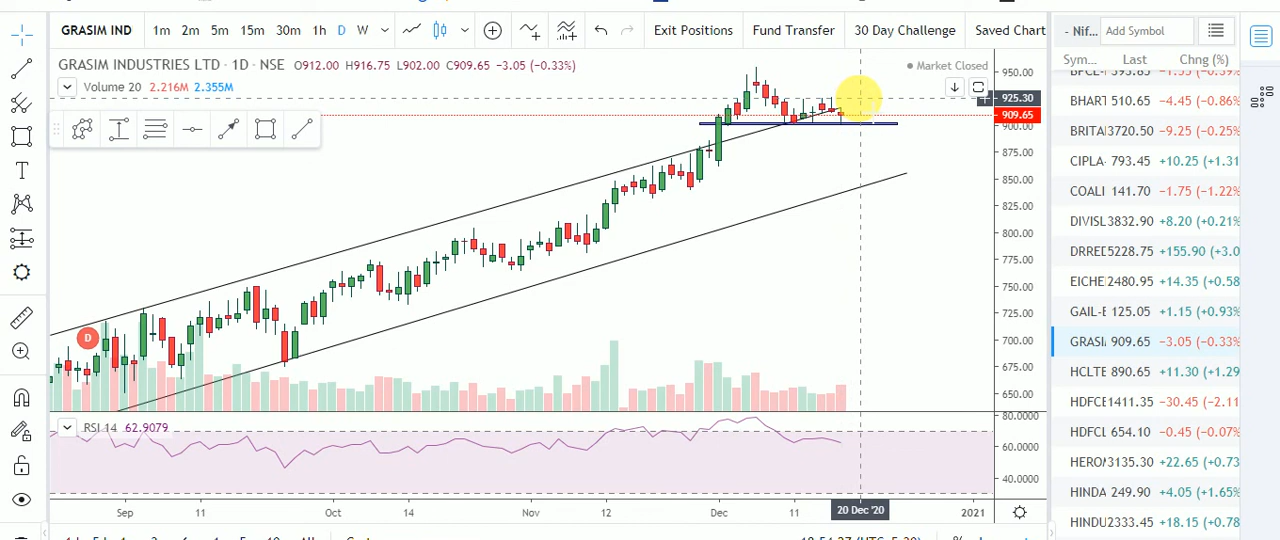 GRASIM IND 1m 2m 5m 15m 30m 1h D W Exit Positions Fund Transfer 30 Day Challenge Saved Chart - Nif... Add Symbol
GRASIM INDUSTRIES LTD · 1D · NSE O912.00 H916.75 L902.00 C909.65 -3.05 (-0.33%) Market Closed
Sym... Last Chng (%)
Volume 20 2.216M 2.355M
950.00
925.30
909.65
900.00
875.00
850.00
825.00
800.00
775.00
750.00
725.00
700.00
675.00
650.00
D
T
RSI 14 62.9079
80.0000
60.0000
40.0000
Sep 11 Oct 14 Nov 12 Dec 11 20 Dec '20 2021
BHART 510.65 −4.45 (−0.86%
BRITA 3720.50 −9.25 (−0.25%
CIPLA- 793.45 +10.25 (+1.31
COALI 141.70 −1.75 (−1.22%
DIVISL 3832.90 +8.20 (+0.21%
DRREE 5228.75 +155.90 (+3.0
EICHE 2480.95 +14.35 (+0.58
GAIL-E 125.05 +1.15 (+0.93%
GRASI 909.65 −3.05 (−0.33%
HCLTE 890.65 +11.30 (+1.29
HDFCE 1411.35 −30.45 (−2.11
HDFCL 654.10 −0.45 (−0.07%
HERO 3135.30 +22.65 (+0.73
HINDA 249.90 +4.05 (+1.65%
HINDU 2333.45 +18.15 (+0.78